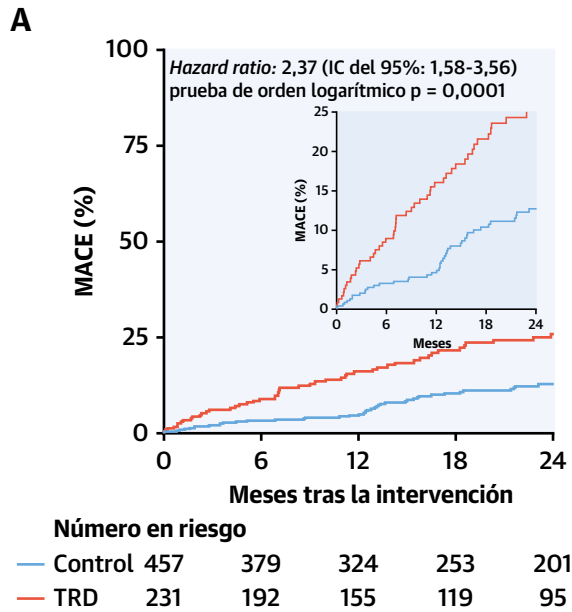 A
100
75
50
25
0
MACE (%)
Hazard ratio: 2,37 (IC del 95%: 1,58-3,56)
prueba de orden logarítmico p = 0,0001
25
20
15
10
5
0
MACE (%)
0 6 12 18 24
Meses
0 6 12 18 24
Meses tras la intervención
Número en riesgo
Control 457 379 324 253 201
TRD 231 192 155 119 95